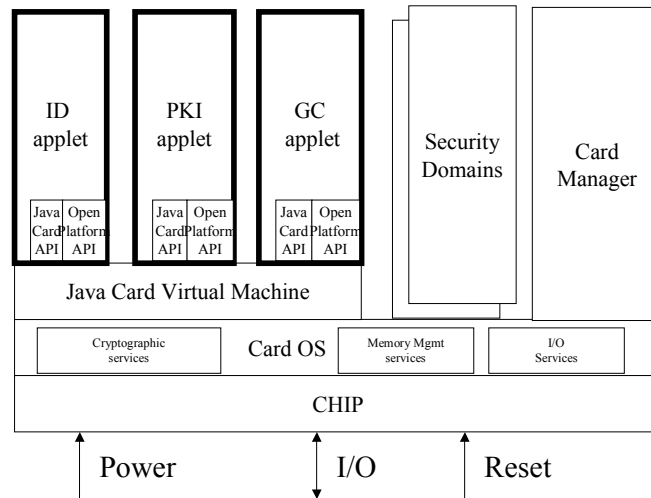 ID
applet
PKI
applet
GC
applet
Security
Domains
Card
Manager
Java
Card
API
Open
Platform
API
Java
Card
API
Open
Platform
API
Java
Card
API
Open
Platform
API
Java Card Virtual Machine
Cryptographic
services
Card OS
Memory Mgmt
services
I/O
Services
CHIP
Power
I/O
Reset